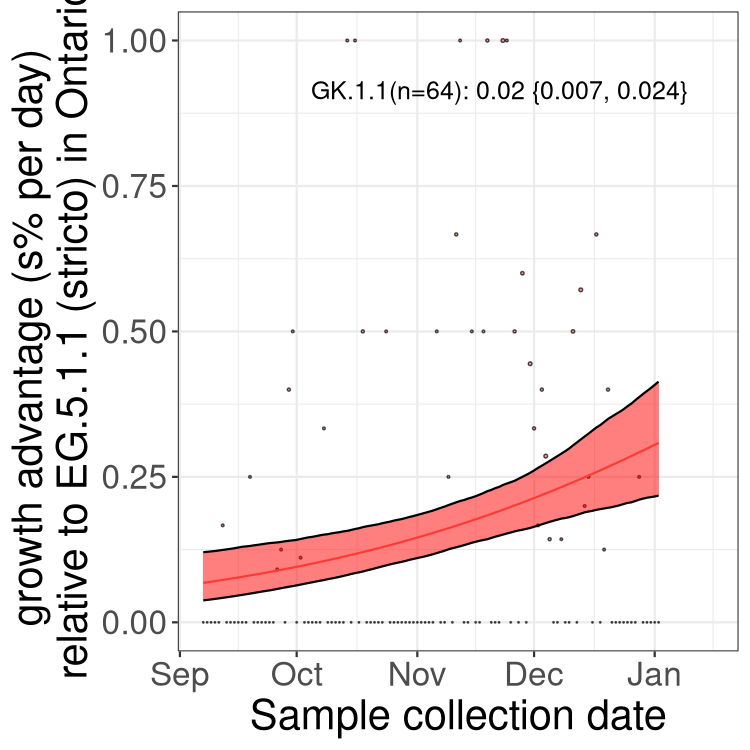 growth advantage (s% per day)
relative to EG.5.1.1 (stricto) in Ontario
1.00
0.75
0.50
0.25
0.00
GK.1.1(n=64): 0.02 {0.007, 0.024}
Sep Oct Nov Dec Jan
Sample collection date